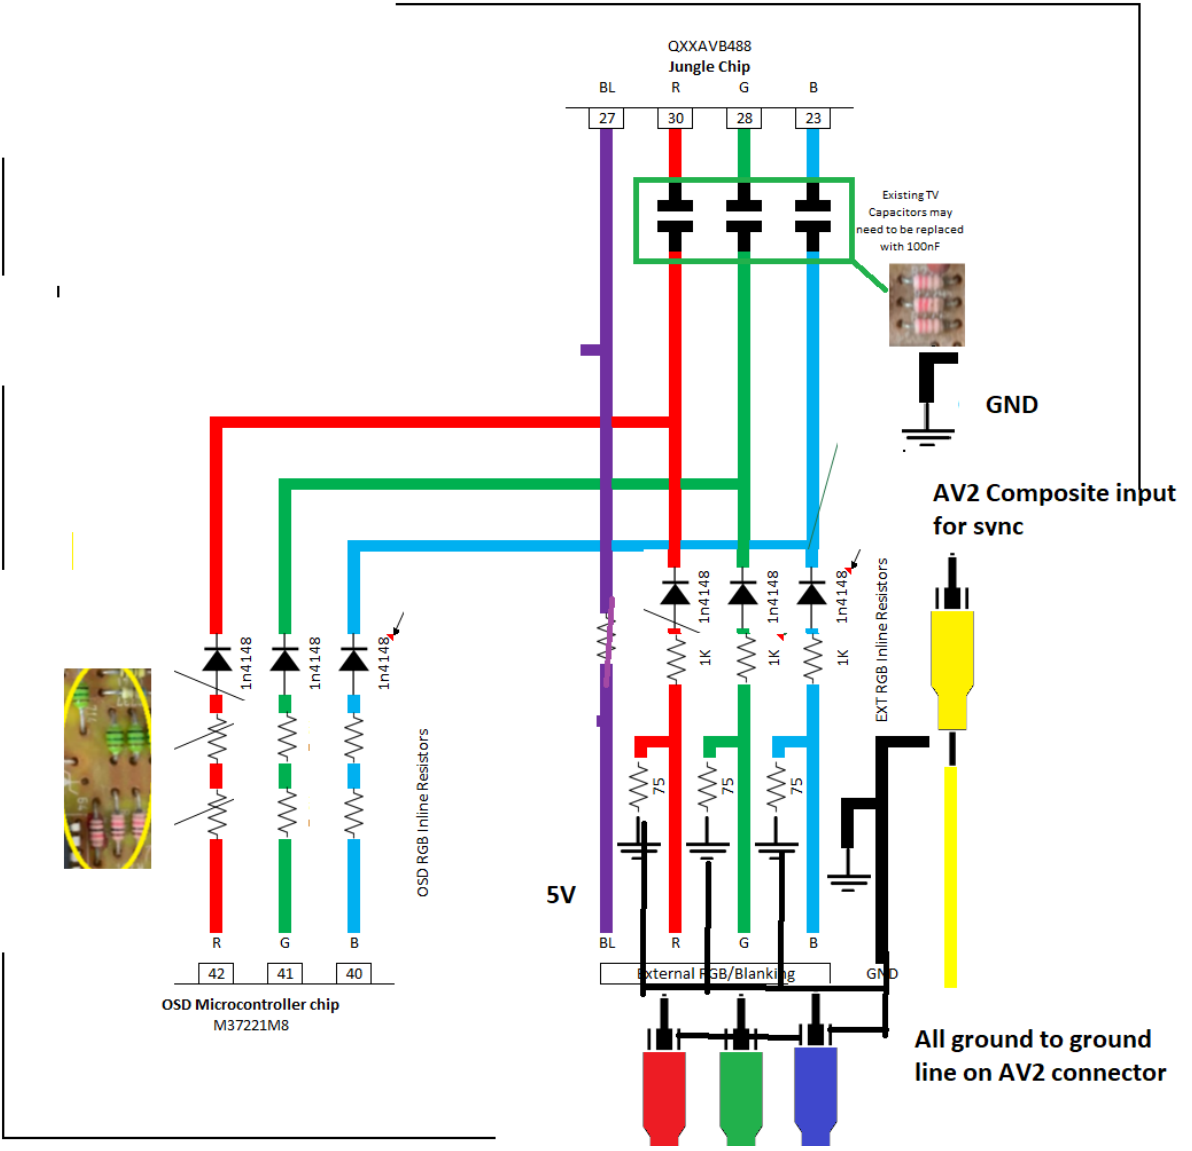 QXXAVB488
Jungle Chip
BL R G B
27 30 28 23
Existing TV
Capacitors may
need to be replaced
with 100nF
GND
AV2 Composite input
for sync
1n4148 1n4148 1n4148
EXT RGB Inline Resistors
1n4148 1n4148 1n4148
1K 1K 1K
OSD RGB Inline Resistors
75 75 75
5V
R G B
BL R G B
42 41 40
External RGB/Blanking
GND
OSD Microcontroller chip
M37221M8
All ground to ground
line on AV2 connector